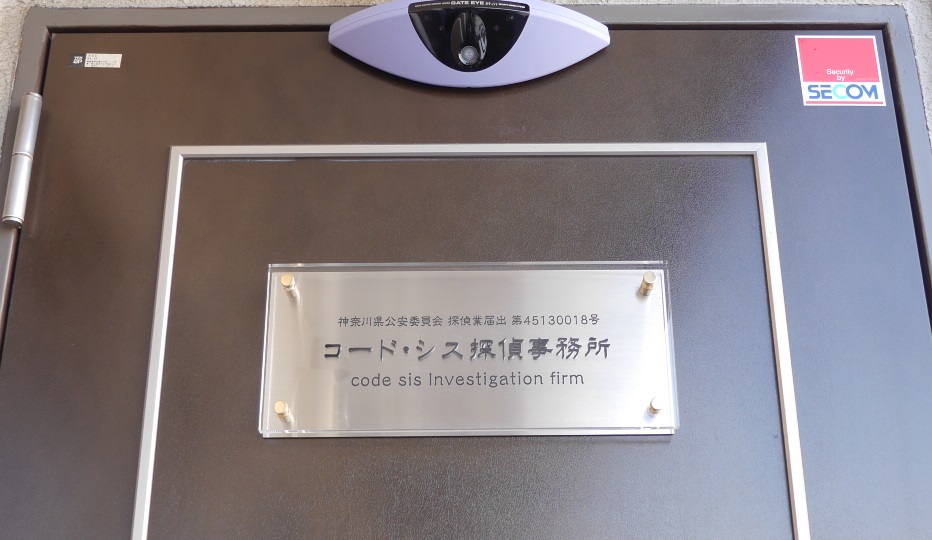 GATE EYE
Security
by
SECOM
神奈川県公安委員会 探偵業届出 第45130018号
コード・シス探偵事務所
code sis investigation firm